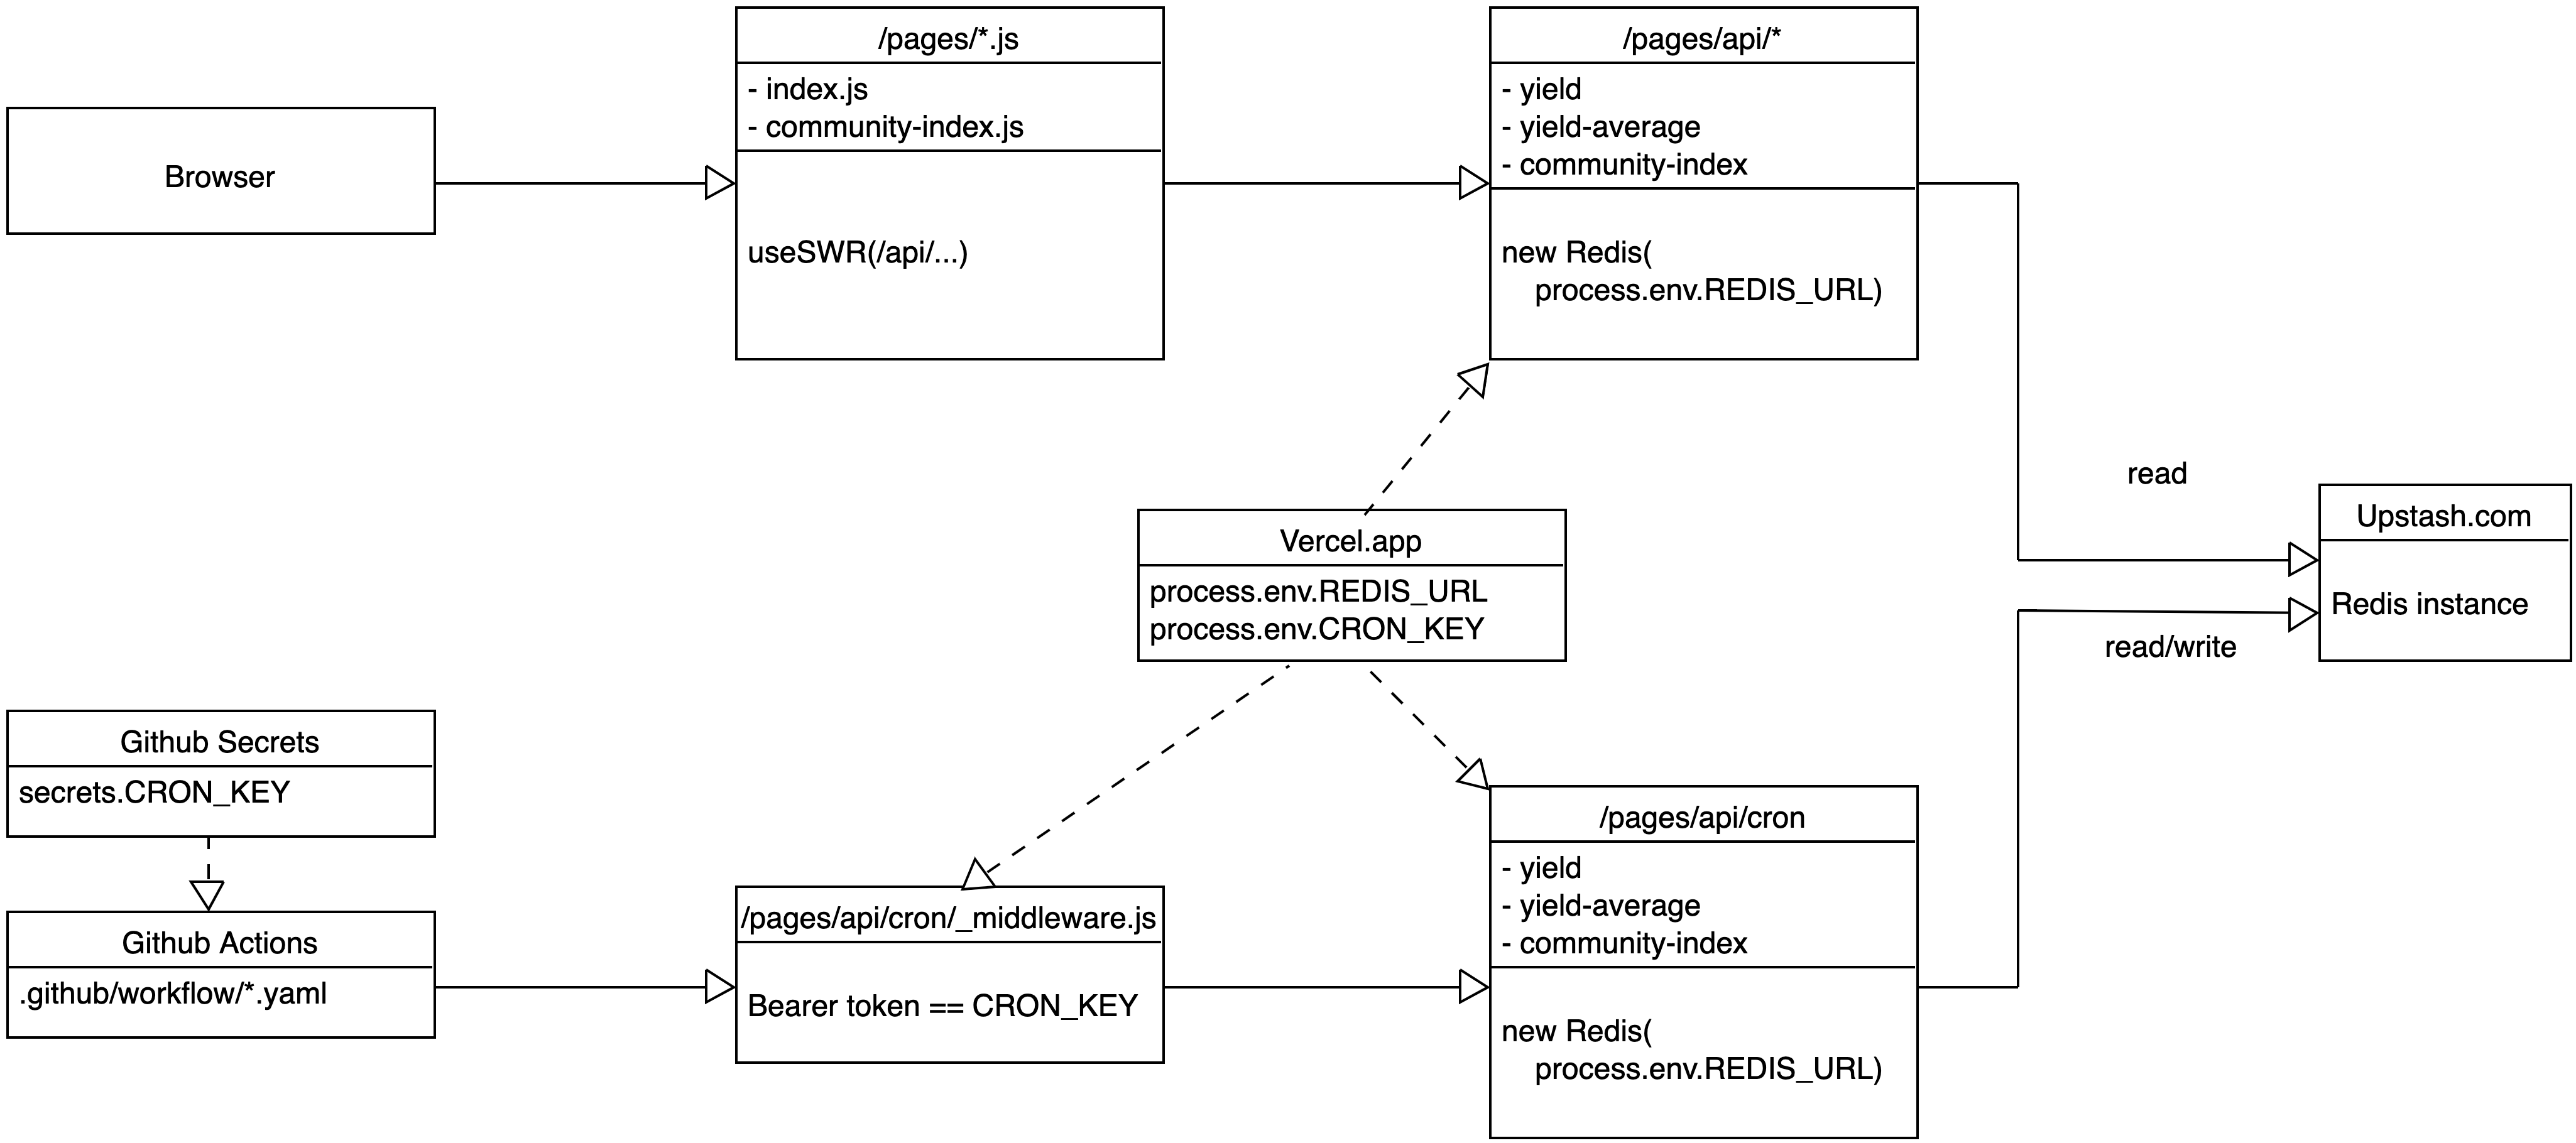 Browser
/pages/*.js
- index.js
- community-index.js
useSWR(/api/...)
/pages/api/*
- yield
- yield-average
- community-index
new Redis(
process.env.REDIS_URL)
read
Upstash.com
Redis instance
read/write
Vercel.app
process.env.REDIS_URL
process.env.CRON_KEY
Github Secrets
secrets.CRON_KEY
Github Actions
.github/workflow/*.yaml
/pages/api/cron/_middleware.js
Bearer token == CRON_KEY
/pages/api/cron
- yield
- yield-average
- community-index
new Redis(
process.env.REDIS_URL)